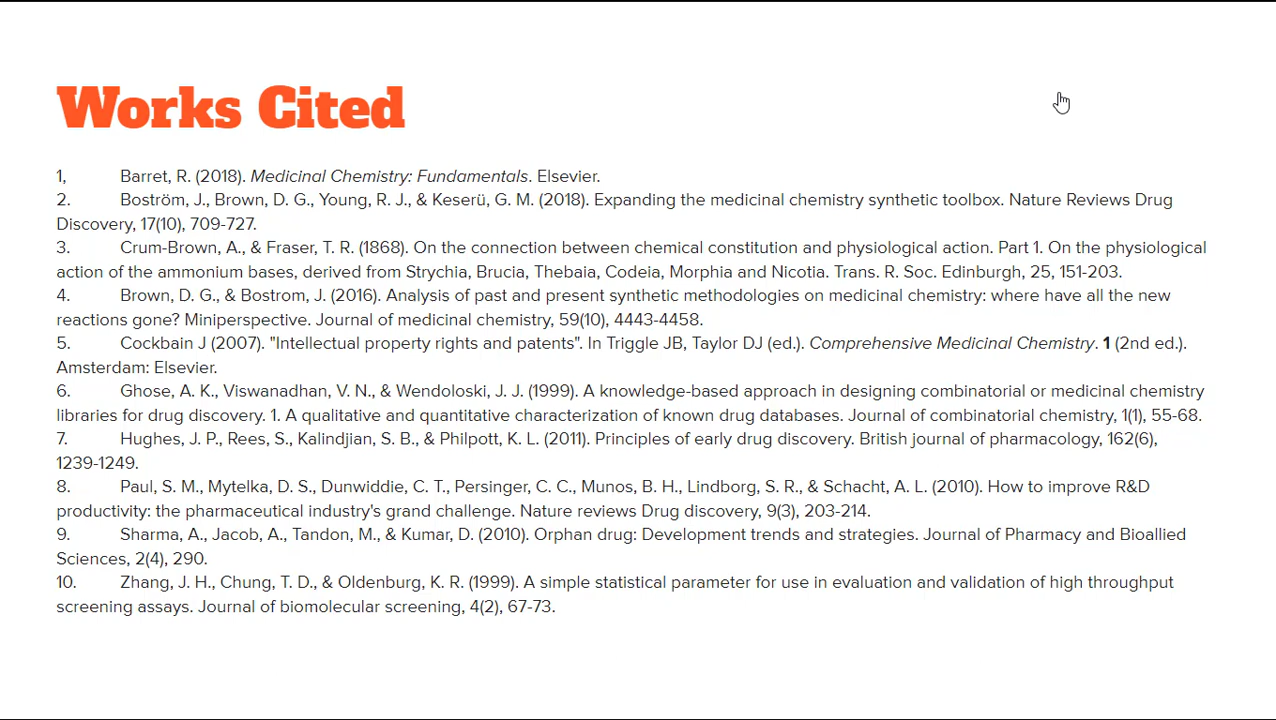 Works Cited
1, Barret, R. (2018). Medicinal Chemistry: Fundamentals. Elsevier.
2. Boström, J., Brown, D. G., Young, R. J., & Keserü, G. M. (2018). Expanding the medicinal chemistry synthetic toolbox. Nature Reviews Drug
Discovery, 17(10), 709-727.
3. Crum-Brown, A., & Fraser, T. R. (1868). On the connection between chemical constitution and physiological action. Part 1. On the physiological
action of the ammonium bases, derived from Strychia, Brucia, Thebaia, Codeia, Morphia and Nicotia. Trans. R. Soc. Edinburgh, 25, 151-203.
4. Brown, D. G., & Bostrom, J. (2016). Analysis of past and present synthetic methodologies on medicinal chemistry: where have all the new
reactions gone? Miniperspective. Journal of medicinal chemistry, 59(10), 4443-4458.
5. Cockbain J (2007). "Intellectual property rights and patents". In Triggle JB, Taylor DJ (ed.). Comprehensive Medicinal Chemistry. 1 (2nd ed.).
Amsterdam: Elsevier.
6. Ghose, A. K., Viswanadhan, V. N., & Wendoloski, J. J. (1999). A knowledge-based approach in designing combinatorial or medicinal chemistry
libraries for drug discovery. 1. A qualitative and quantitative characterization of known drug databases. Journal of combinatorial chemistry, 1(1), 55-68.
7. Hughes, J. P., Rees, S., Kalindjian, S. B., & Philpott, K. L. (2011). Principles of early drug discovery. British journal of pharmacology, 162(6),
1239-1249.
8. Paul, S. M., Mytelka, D. S., Dunwiddie, C. T., Persinger, C. C., Munos, B. H., Lindborg, S. R., & Schacht, A. L. (2010). How to improve R&D
productivity: the pharmaceutical industry's grand challenge. Nature reviews Drug discovery, 9(3), 203-214.
9. Sharma, A., Jacob, A., Tandon, M., & Kumar, D. (2010). Orphan drug: Development trends and strategies. Journal of Pharmacy and Bioallied
Sciences, 2(4), 290.
10. Zhang, J. H., Chung, T. D., & Oldenburg, K. R. (1999). A simple statistical parameter for use in evaluation and validation of high throughput
screening assays. Journal of biomolecular screening, 4(2), 67-73.